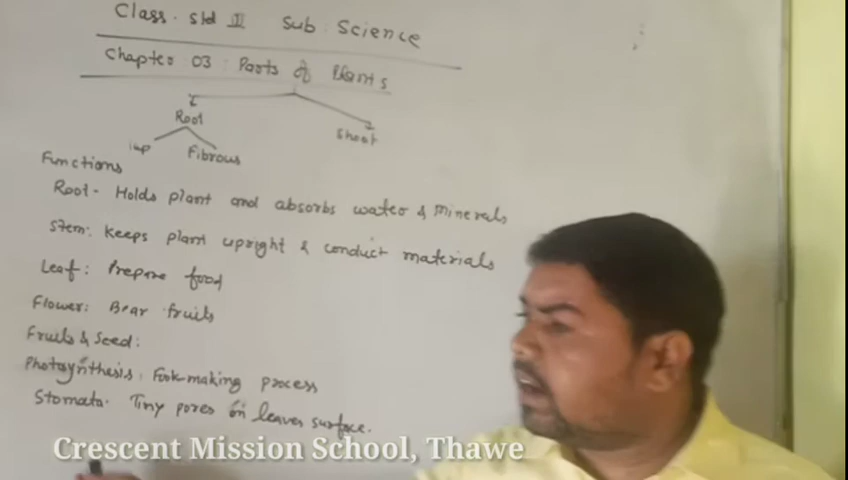 Class. Std II Sub: Science
Chapter: 03: Parts of Plants
Root
Shoot
Tap Fibrous
Functions
Root- Holds plant and absorbs water & Minerals
Stem: Keeps plant upright & conduct materials
Leaf: Prepare food
Flower: Bear fruits
Fruits & Seed:
Photosynthesis: making process
Stomata. Tiny pores on leaves surface.
Crescent Mission School, Thawe